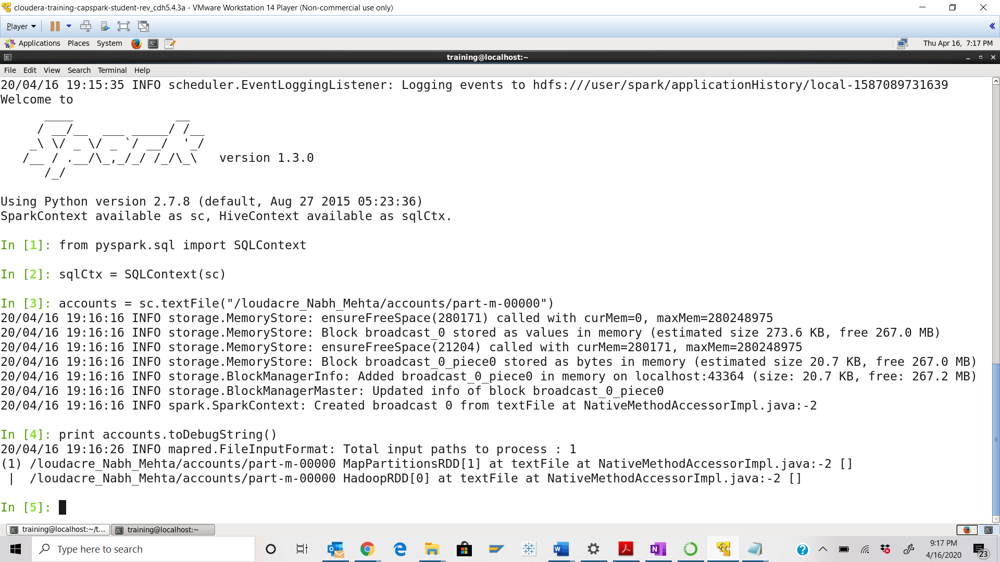 cloudera-training-capspark-student-rev_cdh5.4.3a - VMware Workstation 14 Player (Non-commercial use only)
Player
Applications Places System Thu Apr 16, 7:17 PM
training@localhost:~
File Edit View Search Terminal Help
20/04/16 19:15:35 INFO scheduler.EventLoggingListener: Logging events to hdfs:///user/spark/applicationHistory/local-1587089731639
Welcome to
      ____              __
     / __/__  ___ _____/ /__
    _\ \/ _ \/ _ `/ __/  '_/
   /__ / .__/\_,_/_/ /_/\_\   version 1.3.0
      /_/
Using Python version 2.7.8 (default, Aug 27 2015 05:23:36)
SparkContext available as sc, HiveContext available as sqlCtx.
In [1]: from pyspark.sql import SQLContext
In [2]: sqlCtx = SQLContext(sc)
In [3]: accounts = sc.textFile("/loudacre_Nabh_Mehta/accounts/part-m-00000")
20/04/16 19:16:16 INFO storage.MemoryStore: ensureFreeSpace(280171) called with curMem=0, maxMem=280248975
20/04/16 19:16:16 INFO storage.MemoryStore: Block broadcast_0 stored as values in memory (estimated size 273.6 KB, free 267.0 MB)
20/04/16 19:16:16 INFO storage.MemoryStore: ensureFreeSpace(21204) called with curMem=280171, maxMem=280248975
20/04/16 19:16:16 INFO storage.MemoryStore: Block broadcast_0_piece0 stored as bytes in memory (estimated size 20.7 KB, free 267.0 MB)
20/04/16 19:16:16 INFO storage.BlockManagerInfo: Added broadcast_0_piece0 in memory on localhost:43364 (size: 20.7 KB, free: 267.2 MB)
20/04/16 19:16:16 INFO storage.BlockManagerMaster: Updated info of block broadcast_0_piece0
20/04/16 19:16:16 INFO spark.SparkContext: Created broadcast 0 from textFile at NativeMethodAccessorImpl.java:-2
In [4]: print accounts.toDebugString()
20/04/16 19:16:26 INFO mapred.FileInputFormat: Total input paths to process : 1
(1) /loudacre_Nabh_Mehta/accounts/part-m-00000 MapPartitionsRDD[1] at textFile at NativeMethodAccessorImpl.java:-2 []
 |  /loudacre_Nabh_Mehta/accounts/part-m-00000 HadoopRDD[0] at textFile at NativeMethodAccessorImpl.java:-2 []
In [5]:
training@localhost:~/t... training@localhost:~
Type here to search
9:17 PM
4/16/2020
23